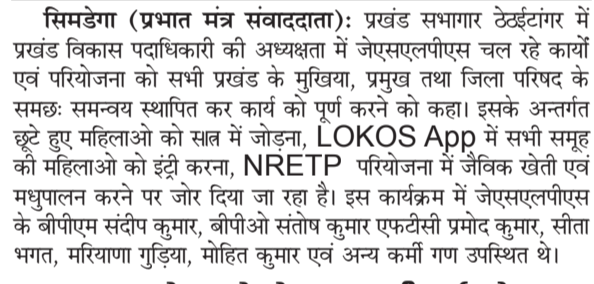 सिमडेगा (प्रभात मंत्र संवाददाता): प्रखंड सभागार ठेठईटांगर में
प्रखंड विकास पदाधिकारी की अध्यक्षता में जेएसएलपीएस चल रहे कार्यो
एवं परियोजना को सभी प्रखंड के मुखिया, प्रमुख तथा जिला परिषद के
समछः समन्वय स्थापित कर कार्य को पूर्ण करने को कहा। इसके अन्तर्गत
छूटे हुए महिलाओ को सात्र में जोड़ना, LOKOS App में सभी समूह
की महिलाओ को इंट्री करना, NRETP परियोजना में जैविक खेती एवं
मधुपालन करने पर जोर दिया जा रहा है। इस कार्यक्रम में जेएसएलपीएस
के बीपीएम संदीप कुमार, बीपीओ संतोष कुमार एफटीसी प्रमोद कुमार, सीता
भगत, मरियाणा गुड़िया, मोहित कुमार एवं अन्य कर्मी गण उपस्थित थे।